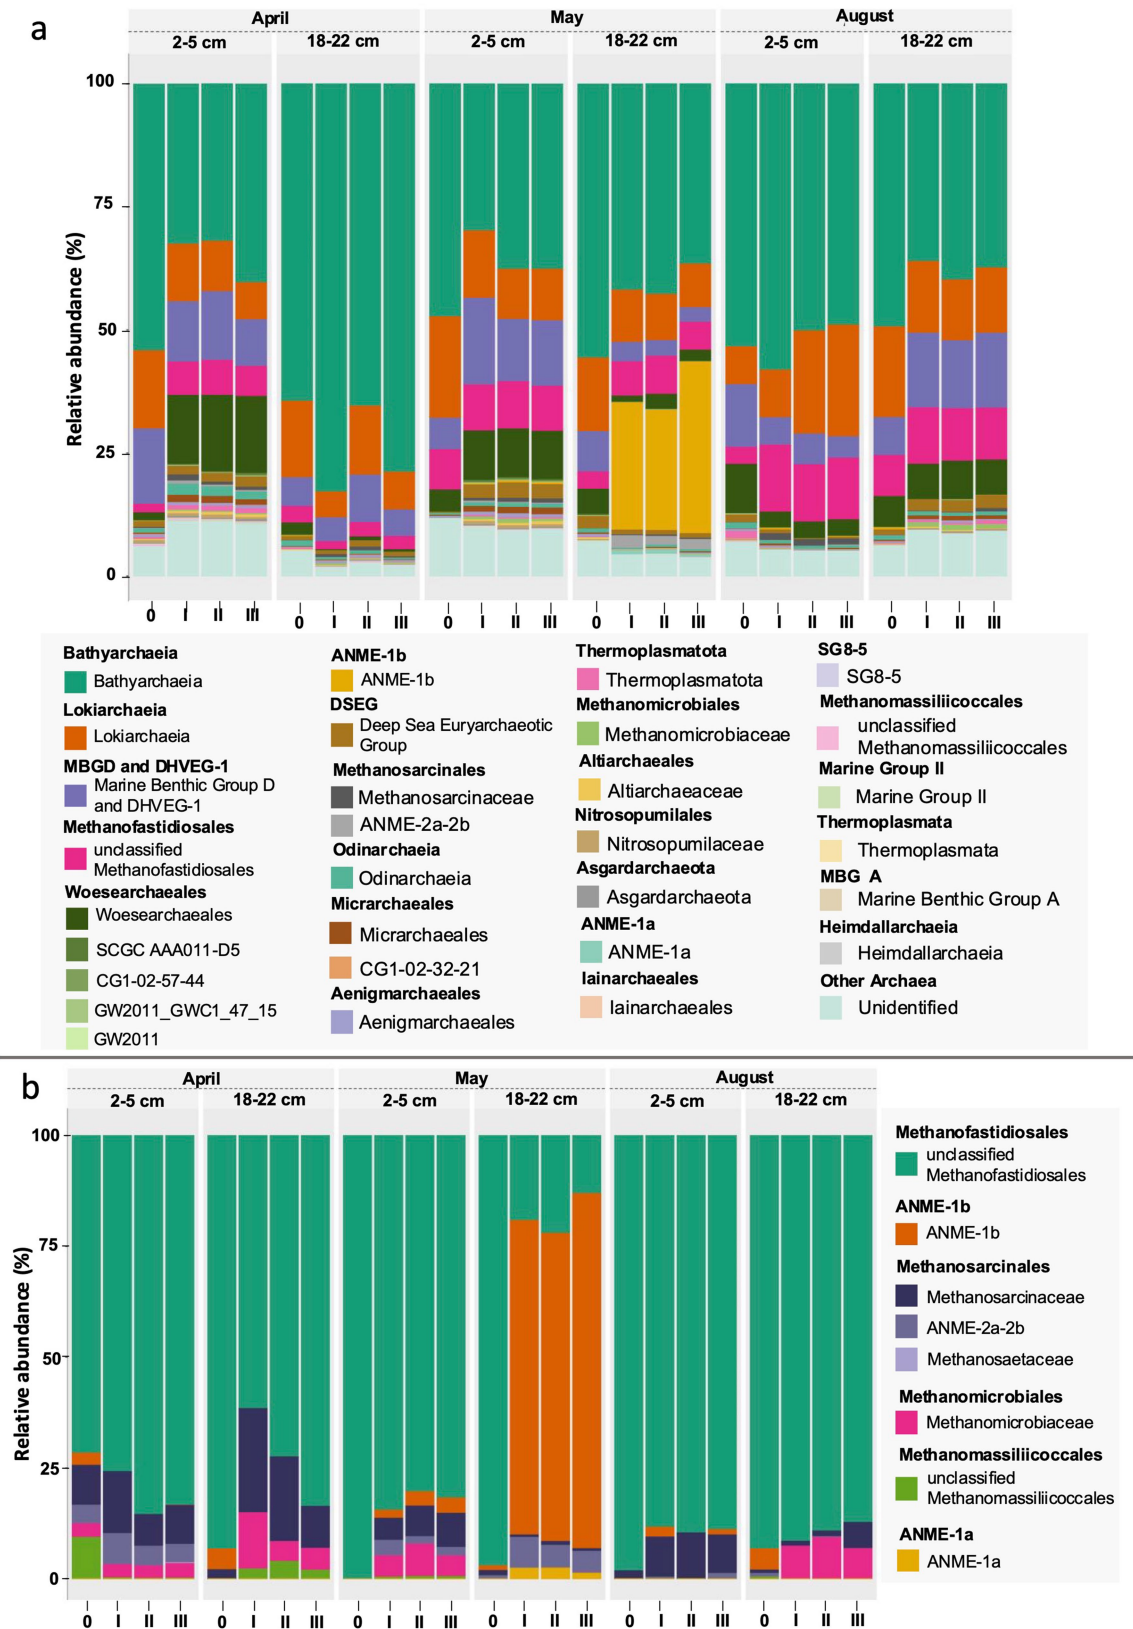 a
April
May
August
2-5 cm
18-22 cm
2-5 cm
18-22 cm
2-5 cm
18-22 cm
Relative abundance (%)
100
75
50
25
0
0 I II III 0 I II III 0 I II III 0 I II III 0 I II III 0 I II III
Bathyarchaeia
Bathyarchaeia
Lokiarchaeia
Lokiarchaeia
MBGD and DHVEG-1
Marine Benthic Group D
and DHVEG-1
Methanofastidiosales
unclassified
Methanofastidiosales
Woesearchaeales
Woesearchaeales
SCGC AAA011-D5
CG1-02-57-44
GW2011_GWC1_47_15
GW2011
ANME-1b
ANME-1b
DSEG
Deep Sea Euryarchaeotic
Group
Methanosarcinales
Methanosarcinaceae
ANME-2a-2b
Odinarchaeia
Odinarchaeia
Micrarchaeales
Micrarchaeales
CG1-02-32-21
Aenigmarchaeales
Aenigmarchaeales
Thermoplasmatota
Thermoplasmatota
Methanomicrobiales
Methanomicrobiaceae
Altiarchaeales
Altiarchaeaceae
Nitrosopumilales
Nitrosopumilaceae
Asgardarchaeota
Asgardarchaeota
ANME-1a
ANME-1a
Iainarchaeales
Iainarchaeales
SG8-5
SG8-5
Methanomassiliicoccales
unclassified
Methanomassiliicoccales
Marine Group II
Marine Group II
Thermoplasmata
Thermoplasmata
MBG A
Marine Benthic Group A
Heimdallarchaeia
Heimdallarchaeia
Other Archaea
Unidentified
b
April
May
August
2-5 cm
18-22 cm
2-5 cm
18-22 cm
2-5 cm
18-22 cm
Relative abundance (%)
100
75
50
25
0
0 I II III 0 I II III 0 I II III 0 I II III 0 I II III 0 I II III
Methanofastidiosales
unclassified
Methanofastidiosales
ANME-1b
ANME-1b
Methanosarcinales
Methanosarcinaceae
ANME-2a-2b
Methanosaetaceae
Methanomicrobiales
Methanomicrobiaceae
Methanomassiliicoccales
unclassified
Methanomassiliicoccales
ANME-1a
ANME-1a